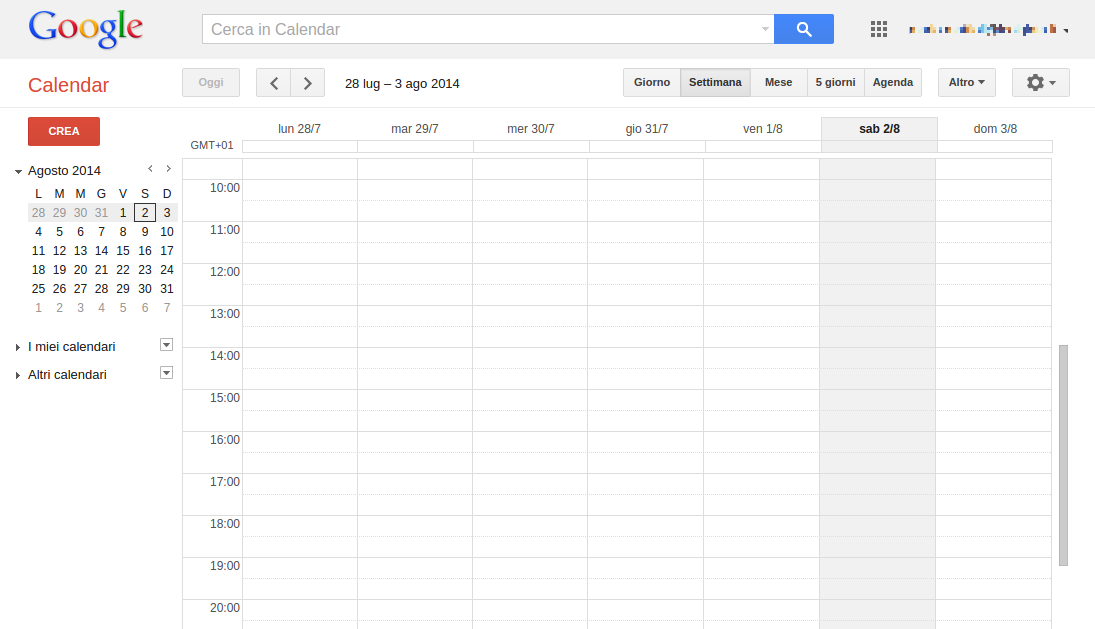 Google
Cerca in Calendar
Calendar
Oggi
28 lug – 3 ago 2014
Giorno Settimana Mese 5 giorni Agenda
Altro
CREA
lun 28/7 mar 29/7 mer 30/7 gio 31/7 ven 1/8 sab 2/8 dom 3/8
GMT+01
Agosto 2014
L M M G V S D
28 29 30 31 1 2 3
4 5 6 7 8 9 10
11 12 13 14 15 16 17
18 19 20 21 22 23 24
25 26 27 28 29 30 31
1 2 3 4 5 6 7
I miei calendari
Altri calendari
10:00
11:00
12:00
13:00
14:00
15:00
16:00
17:00
18:00
19:00
20:00